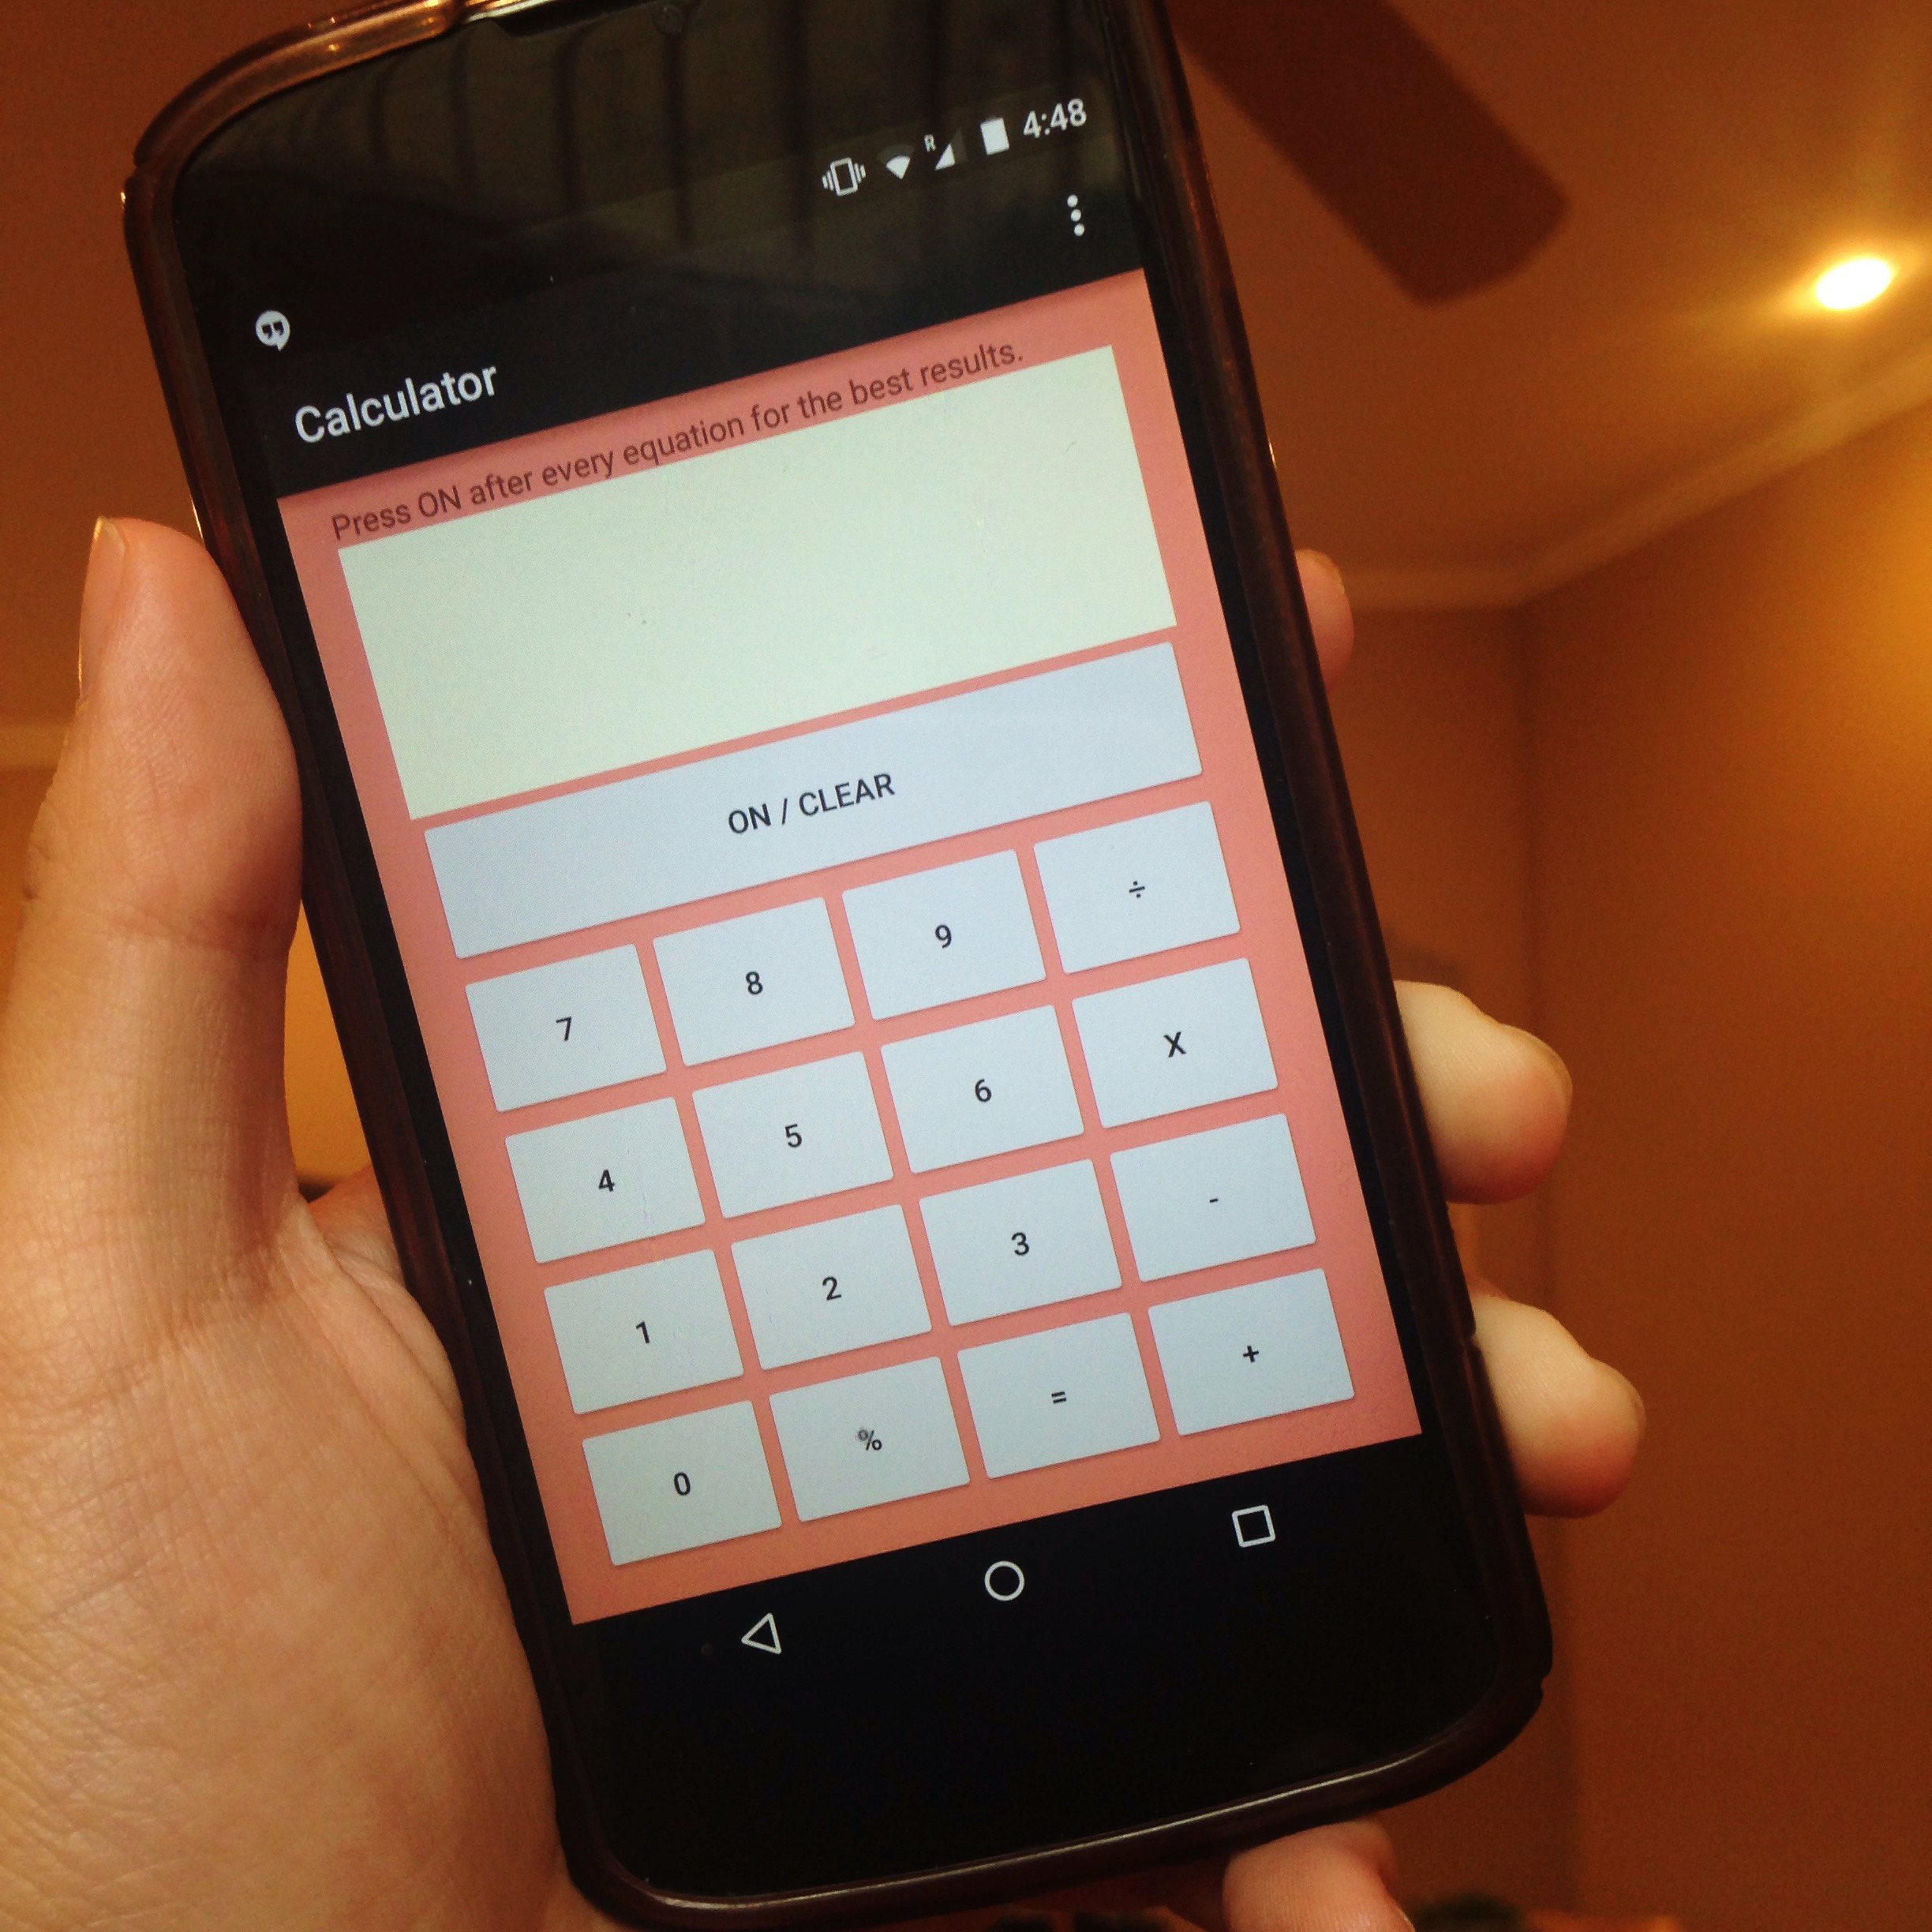 R 4:48
Calculator
Press ON after every equation for the best results.
ON / CLEAR
7 8 9 ÷
4 5 6 X
1 2 3 -
0 % = +